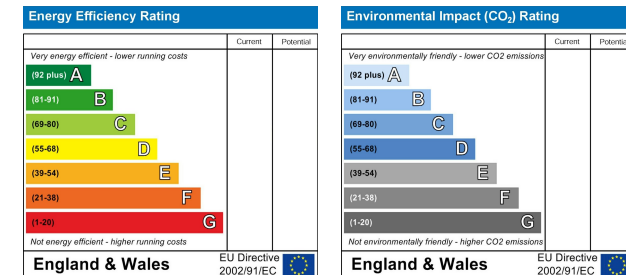 Energy Efficiency Rating
Current Potential
Very energy efficient - lower running costs
(92 plus) A
(81-91) B
(69-80) C
(55-68) D
(39-54) E
(21-38) F
(1-20) G
Not energy efficient - higher running costs
England & Wales
EU Directive
2002/91/EC
Environmental Impact (CO₂) Rating
Current Potential
Very environmentally friendly - lower CO2 emissions
(92 plus) A
(81-91) B
(69-80) C
(55-68) D
(39-54) E
(21-38) F
(1-20) G
Not environmentally friendly - higher CO2 emissions
England & Wales
EU Directive
2002/91/EC